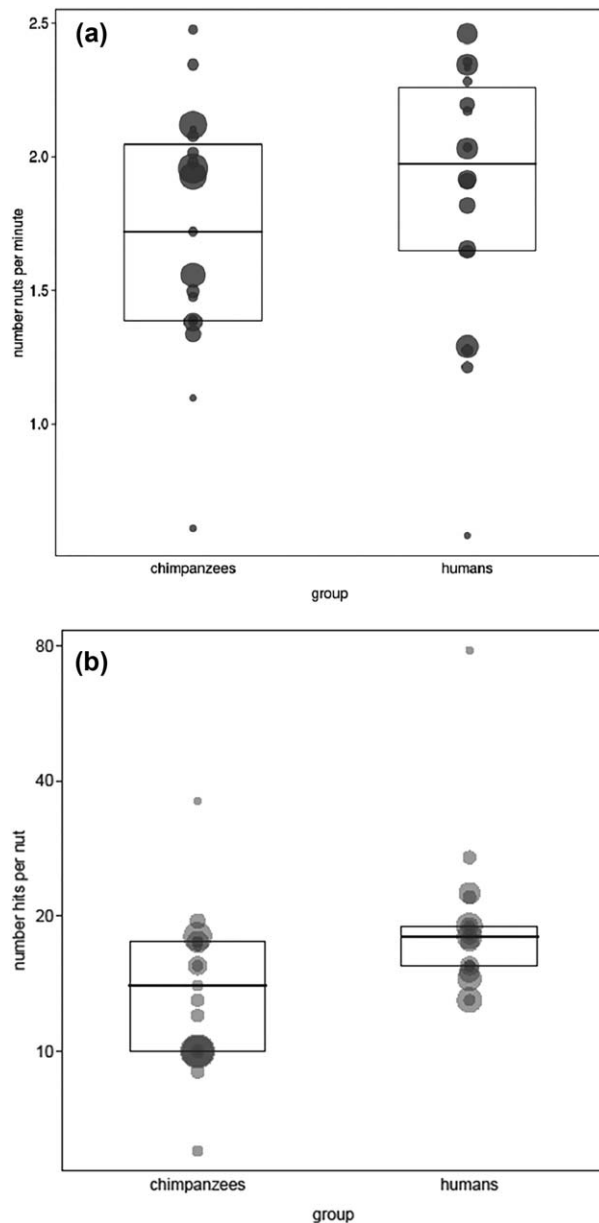 (a)
2.5
2.0
1.5
1.0
number nuts per minute
chimpanzees humans
group
(b)
80
40
20
10
number hits per nut
chimpanzees humans
group